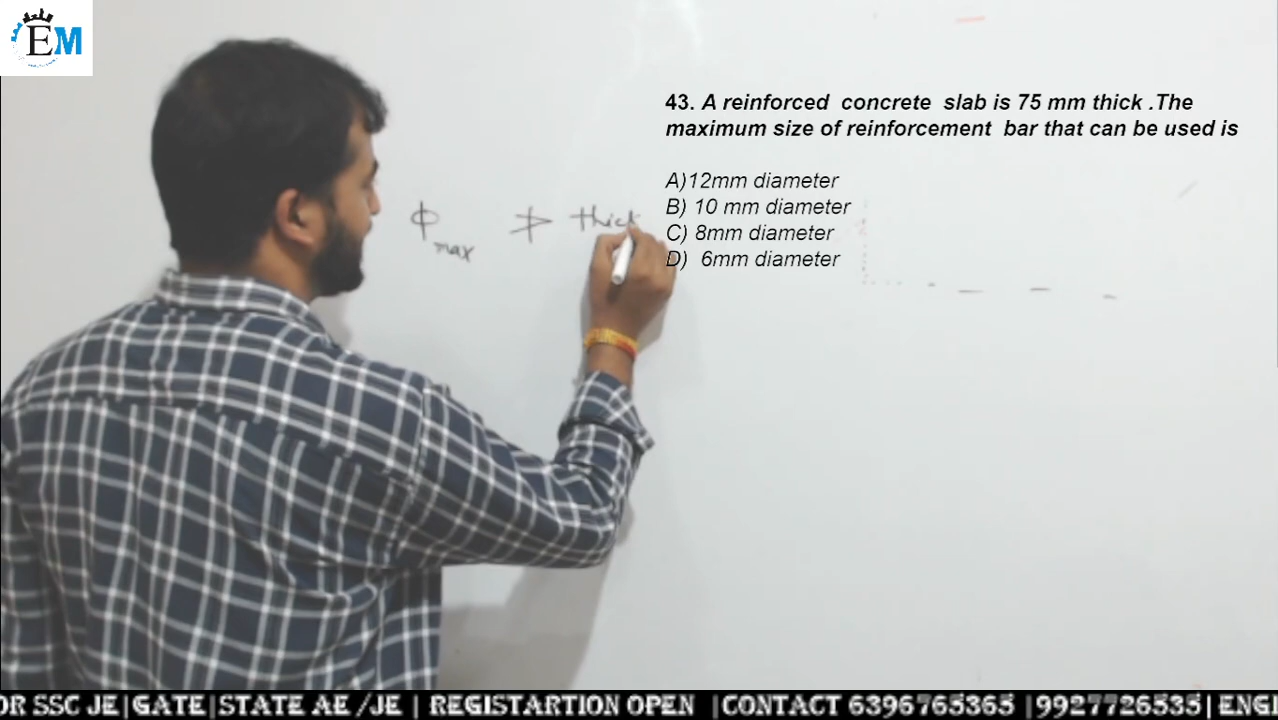 EM
43. A reinforced concrete slab is 75 mm thick .The
maximum size of reinforcement bar that can be used is
A)12mm diameter
B) 10 mm diameter
C) 8mm diameter
D) 6mm diameter
ϕmax ≯ thick
OR SSC JE|GATE|STATE AE /JE | REGISTARTION OPEN |CONTACT 6396765365 |9927726535| ENGI